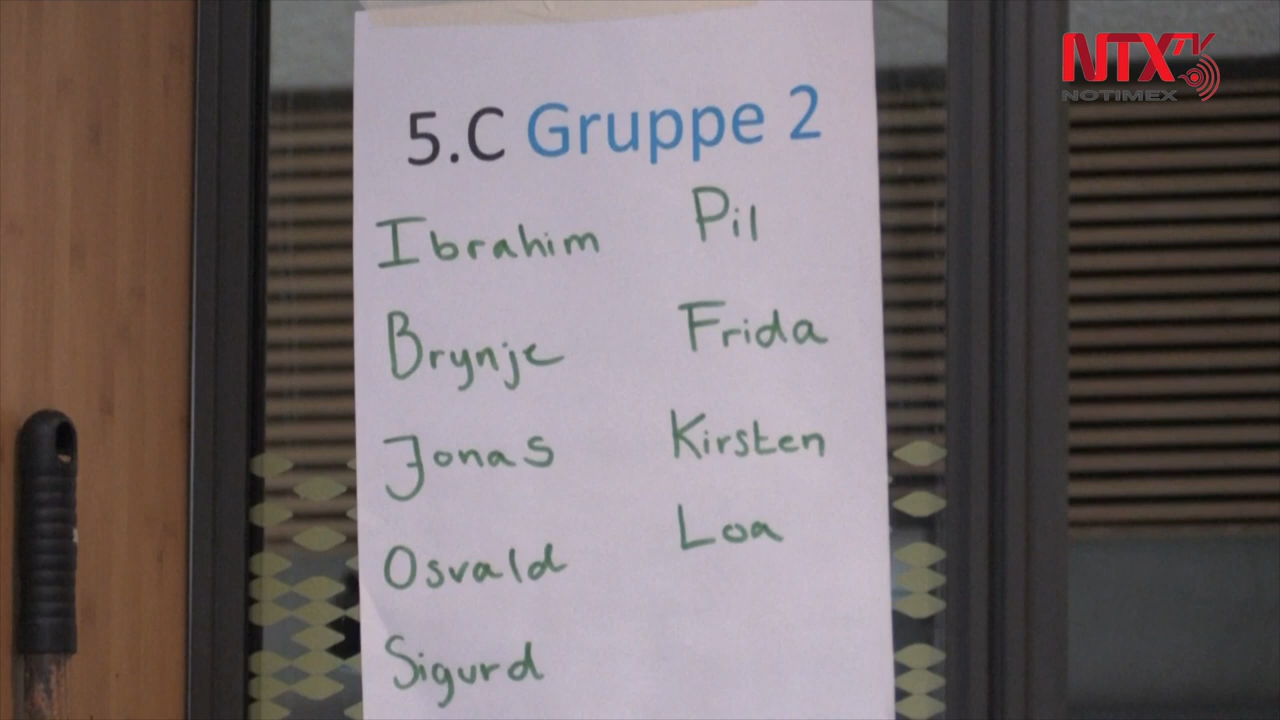 NTX TV
NOTIMEX
5.C Gruppe 2
Ibrahim
Brynje
Jonas
Osvald
Sigurd
Pil
Frida
Kirsten
Loa